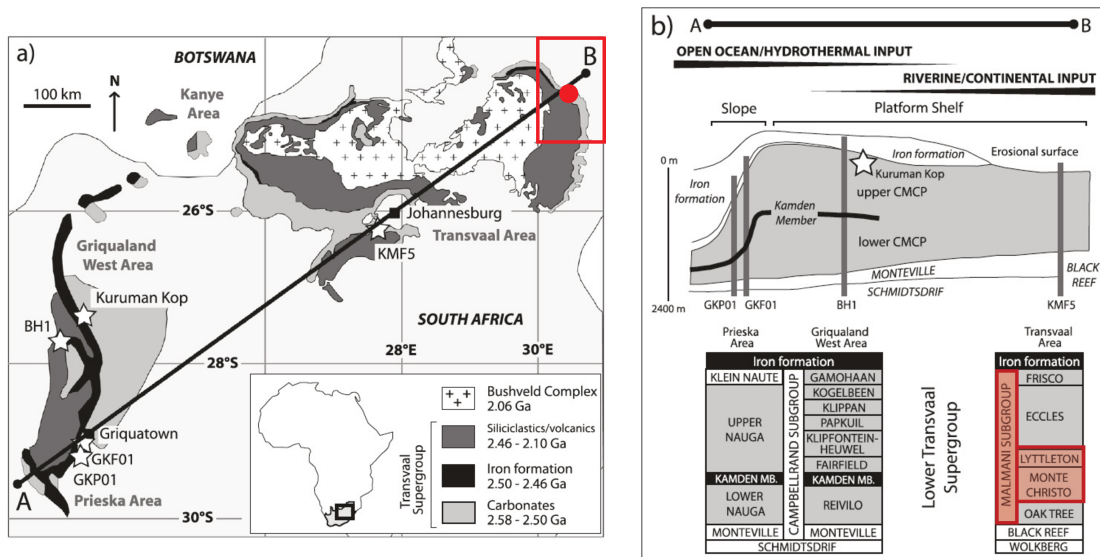 a)
BOTSWANA
B
100 km
N
Kanye
Area
26°S
Johannesburg
Transvaal Area
KMF5
Griqualand
West Area
Kuruman Kop
BH1
SOUTH AFRICA
28°S
28°E
30°E
Griquatown
GKF01
GKP01
A
Prieska Area
30°S
Bushveld Complex
2.06 Ga
Siliciclastics/volcanics
2.46 - 2.10 Ga
Iron formation
2.50 - 2.46 Ga
Carbonates
2.58 - 2.50 Ga
Transvaal
Supergroup
b)
A
B
OPEN OCEAN/HYDROTHERMAL INPUT
RIVERINE/CONTINENTAL INPUT
Slope
Platform Shelf
0 m
Iron formation
Erosional surface
Kuruman Kop
Iron
formation
upper CMCP
Kamden
Member
lower CMCP
MONTEVILLE
BLACK
REEF
SCHMIDTSDRIF
2400 m
GKP01
GKF01
BH1
KMF5
Prieska
Area
Griqualand
West Area
Transvaal
Area
Iron formation
KLEIN NAUTE
UPPER
NAUGA
KAMDEN MB.
LOWER
NAUGA
MONTEVILLE
CAMPBELLRAND SUBGROUP
GAMOHAAN
KOGELBEEN
KLIPPAN
PAPKUIL
KLIPFONTEIN-
HEUWEL
FAIRFIELD
KAMDEN MB.
REIVILO
MONTEVILLE
SCHMIDTSDRIF
Lower Transvaal
Supergroup
Iron formation
MALMANI SUBGROUP
FRISCO
ECCLES
LYTTLETON
MONTE
CHRISTO
OAK TREE
BLACK REEF
WOLKBERG